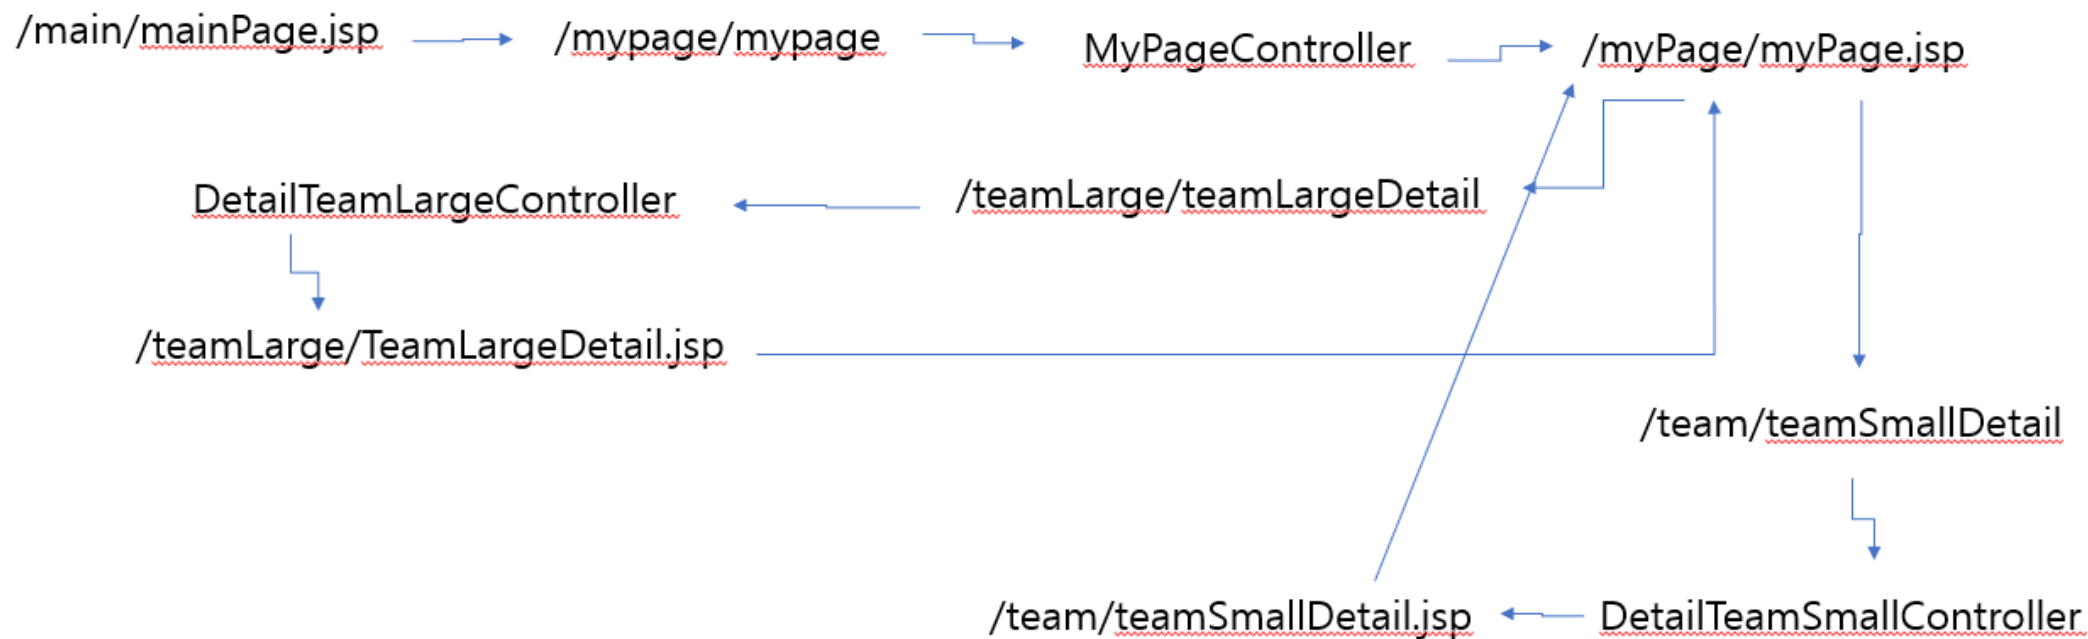 /main/mainPage.jsp
/mypage/mypage
MyPageController
/myPage/myPage.jsp
DetailTeamLargeController
/teamLarge/teamLargeDetail
/teamLarge/TeamLargeDetail.jsp
/team/teamSmallDetail
/team/teamSmallDetail.jsp
DetailTeamSmallController